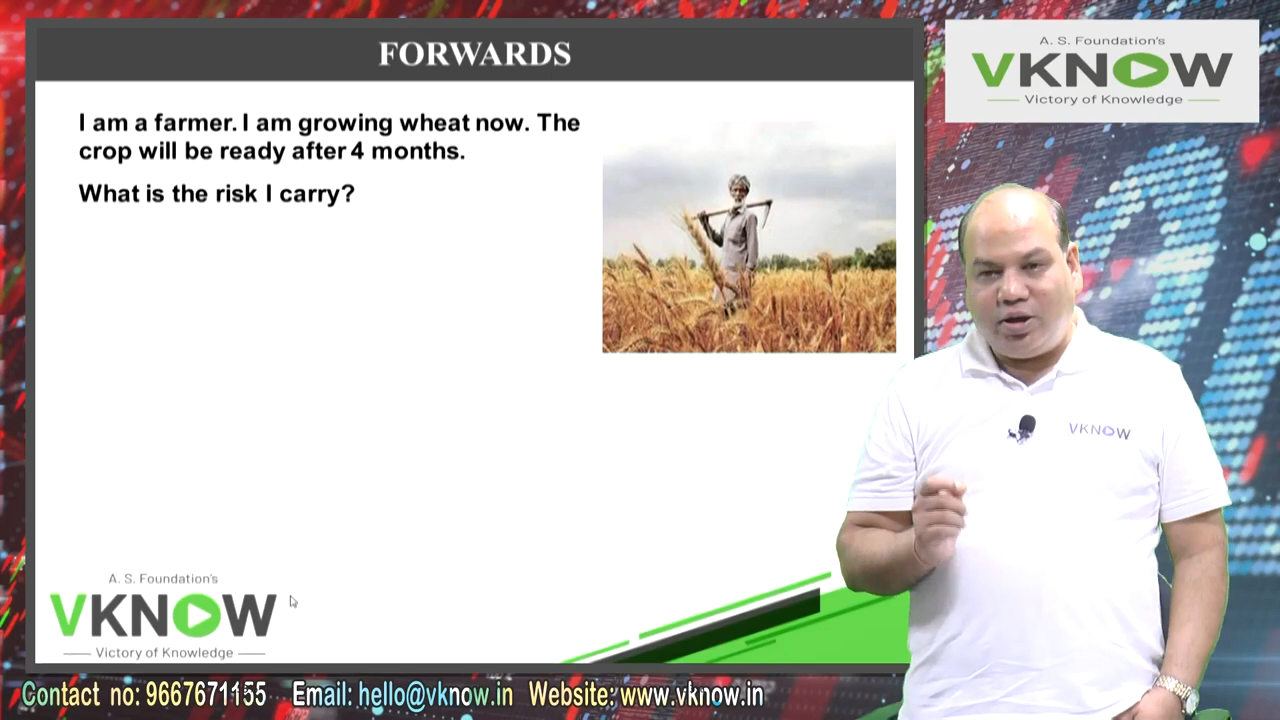 FORWARDS
I am a farmer. I am growing wheat now. The
crop will be ready after 4 months.
What is the risk I carry?
A. S. Foundation's
VKNOW
Victory of Knowledge
A. S. Foundation's
VKNOW
Victory of Knowledge
VKNOW
Contact no: 9667671155 Email: hello@vknow.in Website: www.vknow.in